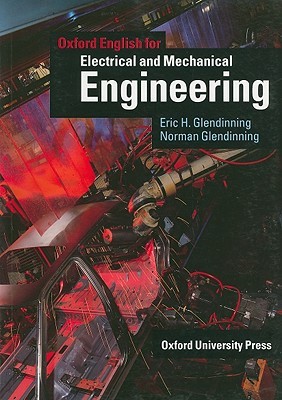 Oxford English for
Electrical and Mechanical
Engineering
Eric H. Glendinning
Norman Glendinning
Oxford University Press